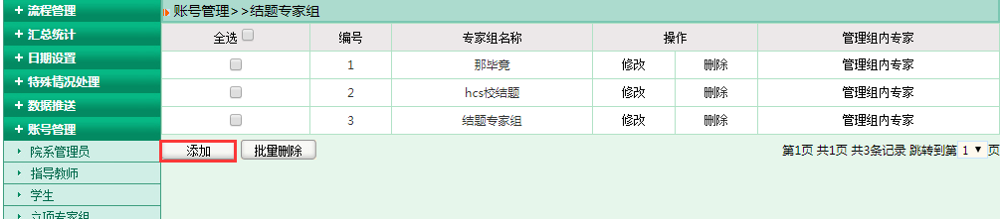 + 流程管理
+ 汇总统计
+ 日期设置
+ 特殊情况处理
+ 数据推送
+ 账号管理
院系管理员
指导教师
学生
立项专家组
账号管理>>结题专家组
全选 编号 专家组名称 操作 管理组内专家
1 那毕竟 修改 删除 管理组内专家
2 hcs校结题 修改 删除 管理组内专家
3 结题专家组 修改 删除 管理组内专家
添加 批量删除 第1页 共1页 共3条记录 跳转到第 1 页